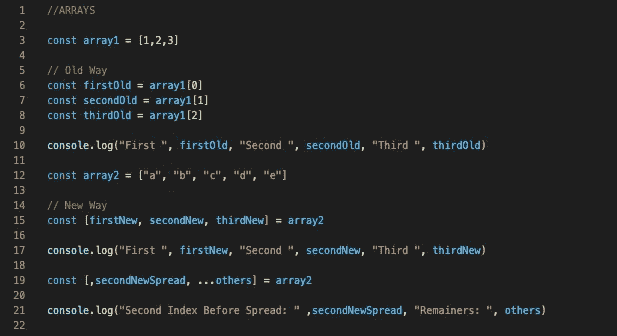 1 //ARRAYS
2
3 const array1 = [1,2,3]
4
5 // Old Way
6 const firstOld = array1[0]
7 const secondOld = array1[1]
8 const thirdOld = array1[2]
9
10 console.log("First ", firstOld, "Second ", secondOld, "Third ", thirdOld)
11
12 const array2 = ["a", "b", "c", "d", "e"]
13
14 // New Way
15 const [firstNew, secondNew, thirdNew] = array2
16
17 console.log("First ", firstNew, "Second ", secondNew, "Third ", thirdNew)
18
19 const [,secondNewSpread, ...others] = array2
20
21 console.log("Second Index Before Spread: " ,secondNewSpread, "Remainers: ", others)
22